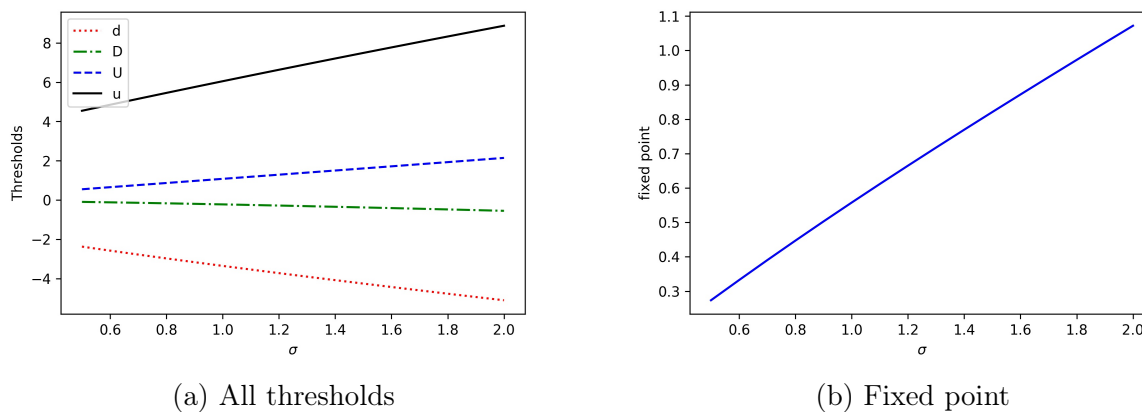 8
6
4
2
0
−2
−4
Thresholds
d
D
U
u
0.6 0.8 1.0 1.2 1.4 1.6 1.8 2.0
σ
(a) All thresholds
1.1
1.0
0.9
0.8
0.7
0.6
0.5
0.4
0.3
fixed point
0.6 0.8 1.0 1.2 1.4 1.6 1.8 2.0
σ
(b) Fixed point